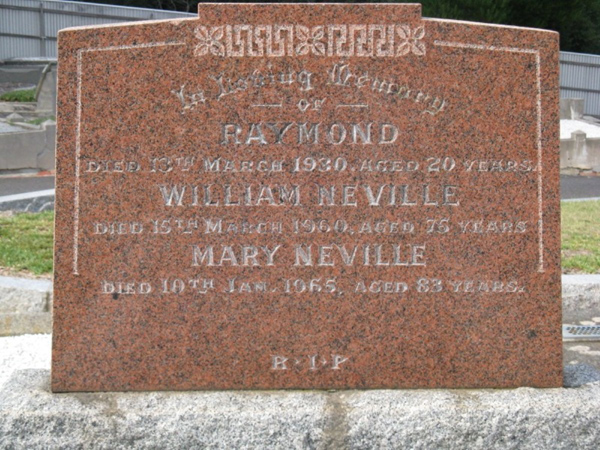 In Loving Memory
— OF —
RAYMOND
DIED 13TH MARCH 1930, AGED 20 YEARS.
WILLIAM NEVILLE
DIED 15TH MARCH 1960, AGED 75 YEARS
MARY NEVILLE
DIED 10TH JAN. 1965, AGED 83 YEARS.
R·I·P